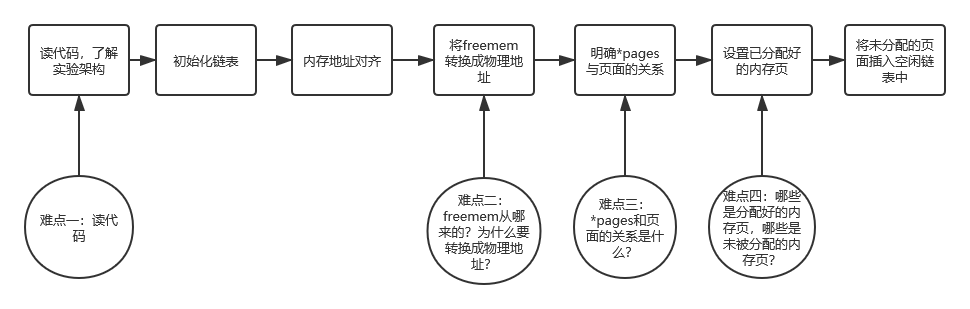 读代码，了解
实验架构
初始化链表
内存地址对齐
将freemem
转换成物理地
址
明确*pages
与页面的关系
设置已分配好
的内存页
将未分配的页
面插入空闲链
表中
难点一：读代
码
难点二：
freemem从哪
来的？为什么要
转换成物理地
址？
难点三：
*pages和页
面的关系是什
么？
难点四：哪些
是分配好的内
存页，哪些是
未被分配的内
存页？